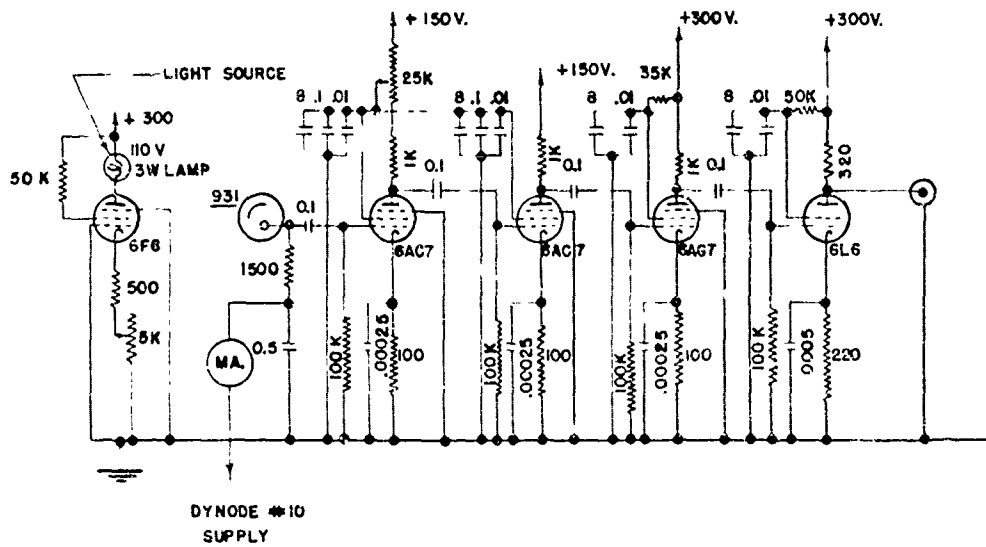 LIGHT SOURCE
+ 300
110 V
3W LAMP
50 K
6F6
500
5K
931
0.1
1500
0.5
MA.
DYNODE #10
SUPPLY
+150V.
25K
8 .1 .01
1K
0.1
6AC7
100K
.00025
100
+150V.
8 .1 .01
1K
0.1
6AC7
100K
.00025
100
+300V.
35K
8 .01
1K
0.1
6AG7
100K
.00025
100
+300V.
50K
8 .01
320
6L6
100K
.0005
220